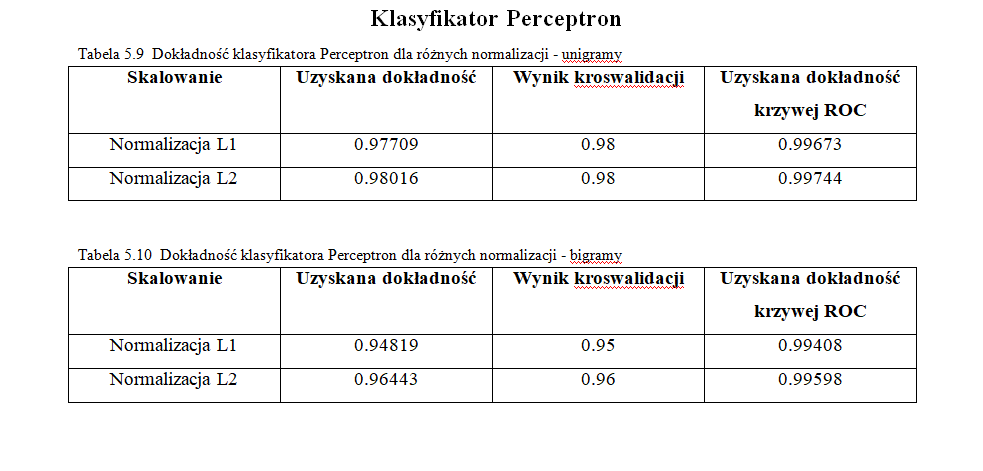 Klasyfikator Perceptron
Tabela 5.9 Dokładność klasyfikatora Perceptron dla różnych normalizacji - unigramy
Skalowanie Uzyskana dokładność Wynik kroswalidacji Uzyskana dokładność
krzywej ROC
Normalizacja L1 0.97709 0.98 0.99673
Normalizacja L2 0.98016 0.98 0.99744
Tabela 5.10 Dokładność klasyfikatora Perceptron dla różnych normalizacji - bigramy
Skalowanie Uzyskana dokładność Wynik kroswalidacji Uzyskana dokładność
krzywej ROC
Normalizacja L1 0.94819 0.95 0.99408
Normalizacja L2 0.96443 0.96 0.99598